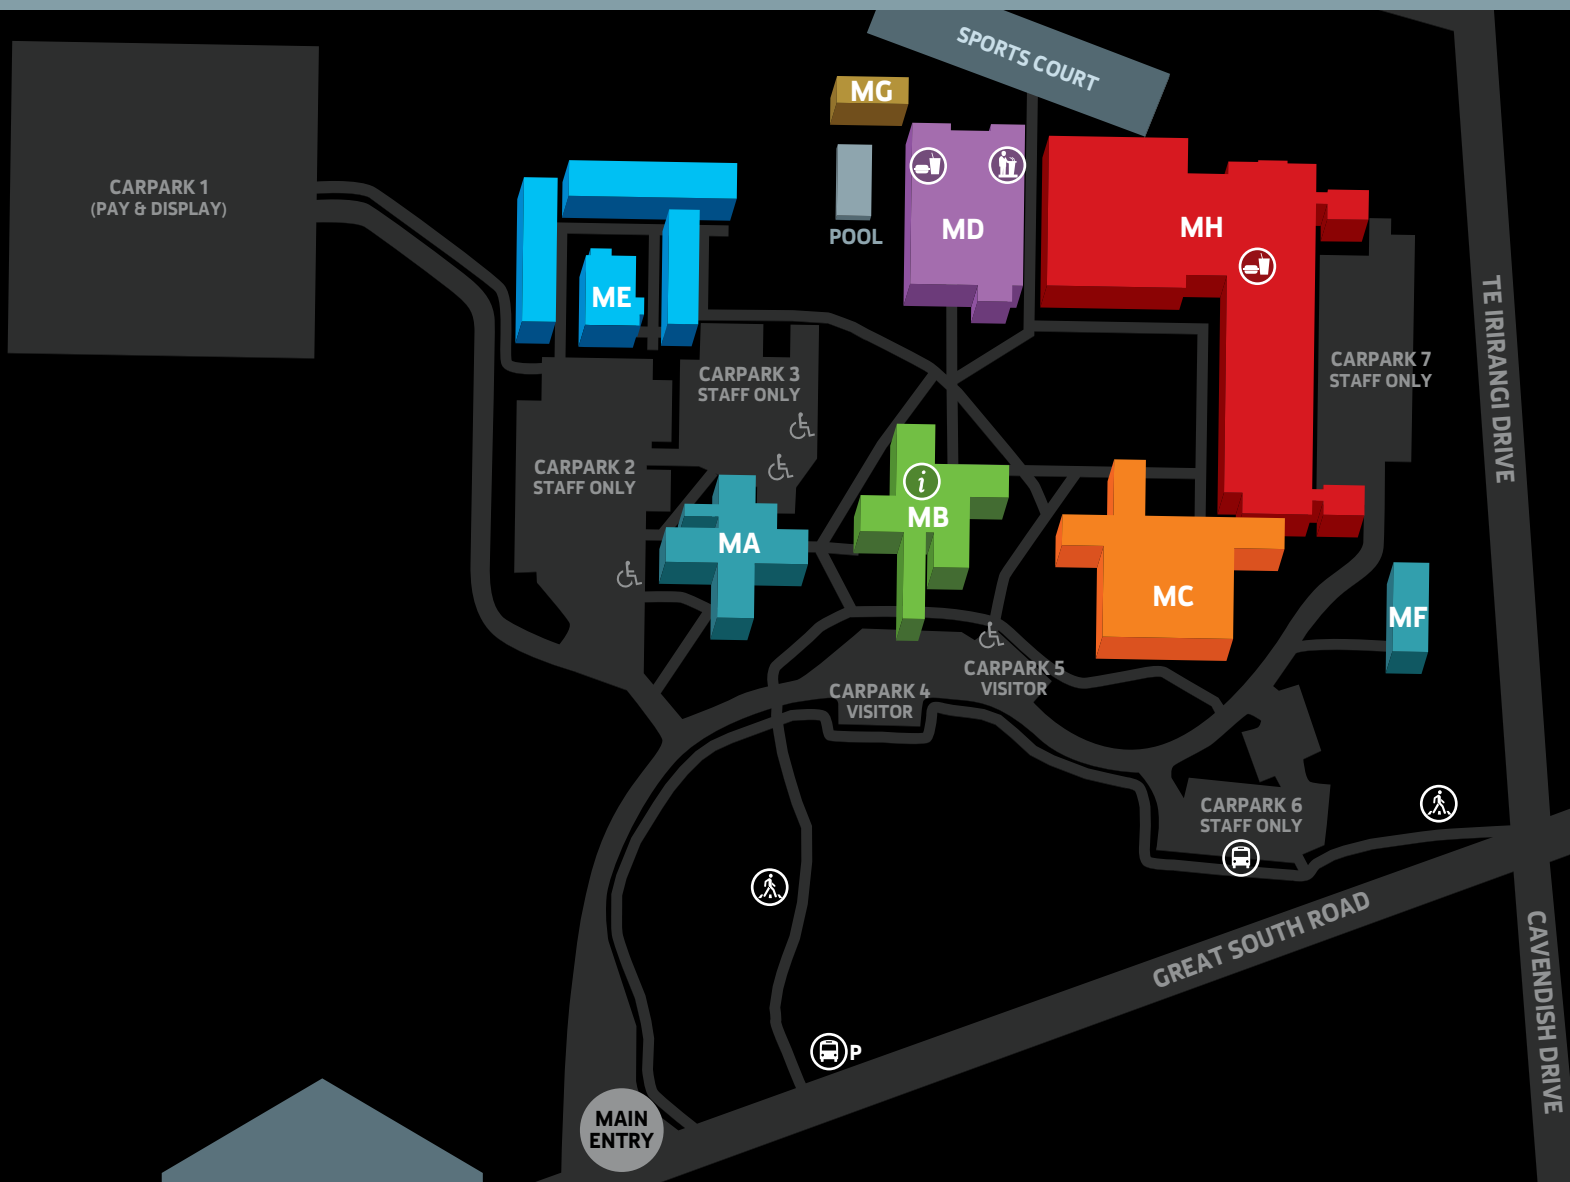 SPORTS COURT
MG
CARPARK 1
(PAY & DISPLAY)
POOL
MD
MH
ME
TE IRIRANGI DRIVE
CARPARK 7
STAFF ONLY
CARPARK 3
STAFF ONLY
CARPARK 2
STAFF ONLY
i
MB
MA
MC
MF
CARPARK 5
VISITOR
CARPARK 4
VISITOR
CARPARK 6
STAFF ONLY
GREAT SOUTH ROAD
CAVENDISH DRIVE
P
MAIN
ENTRY